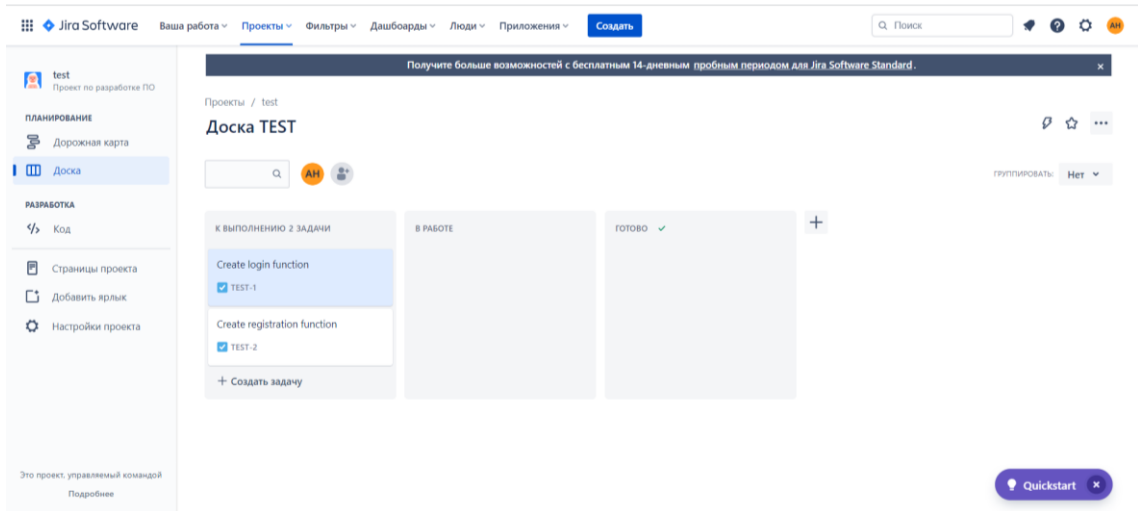 Jira Software Ваша работа Проекты Фильтры Дашборды Люди Приложения Создать Поиск AH
Получите больше возможностей с бесплатным 14-дневным пробным периодом для Jira Software Standard.
test
Проект по разработке ПО
ПЛАНИРОВАНИЕ
Дорожная карта
Доска
РАЗРАБОТКА
Код
Страницы проекта
Добавить ярлык
Настройки проекта
Это проект, управляемый командой
Подробнее
Проекты / test
Доска TEST
AH
ГРУППИРОВАТЬ: Нет
К ВЫПОЛНЕНИЮ 2 ЗАДАЧИ
Create login function
TEST-1
Create registration function
TEST-2
+ Создать задачу
В РАБОТЕ
ГОТОВО
Quickstart